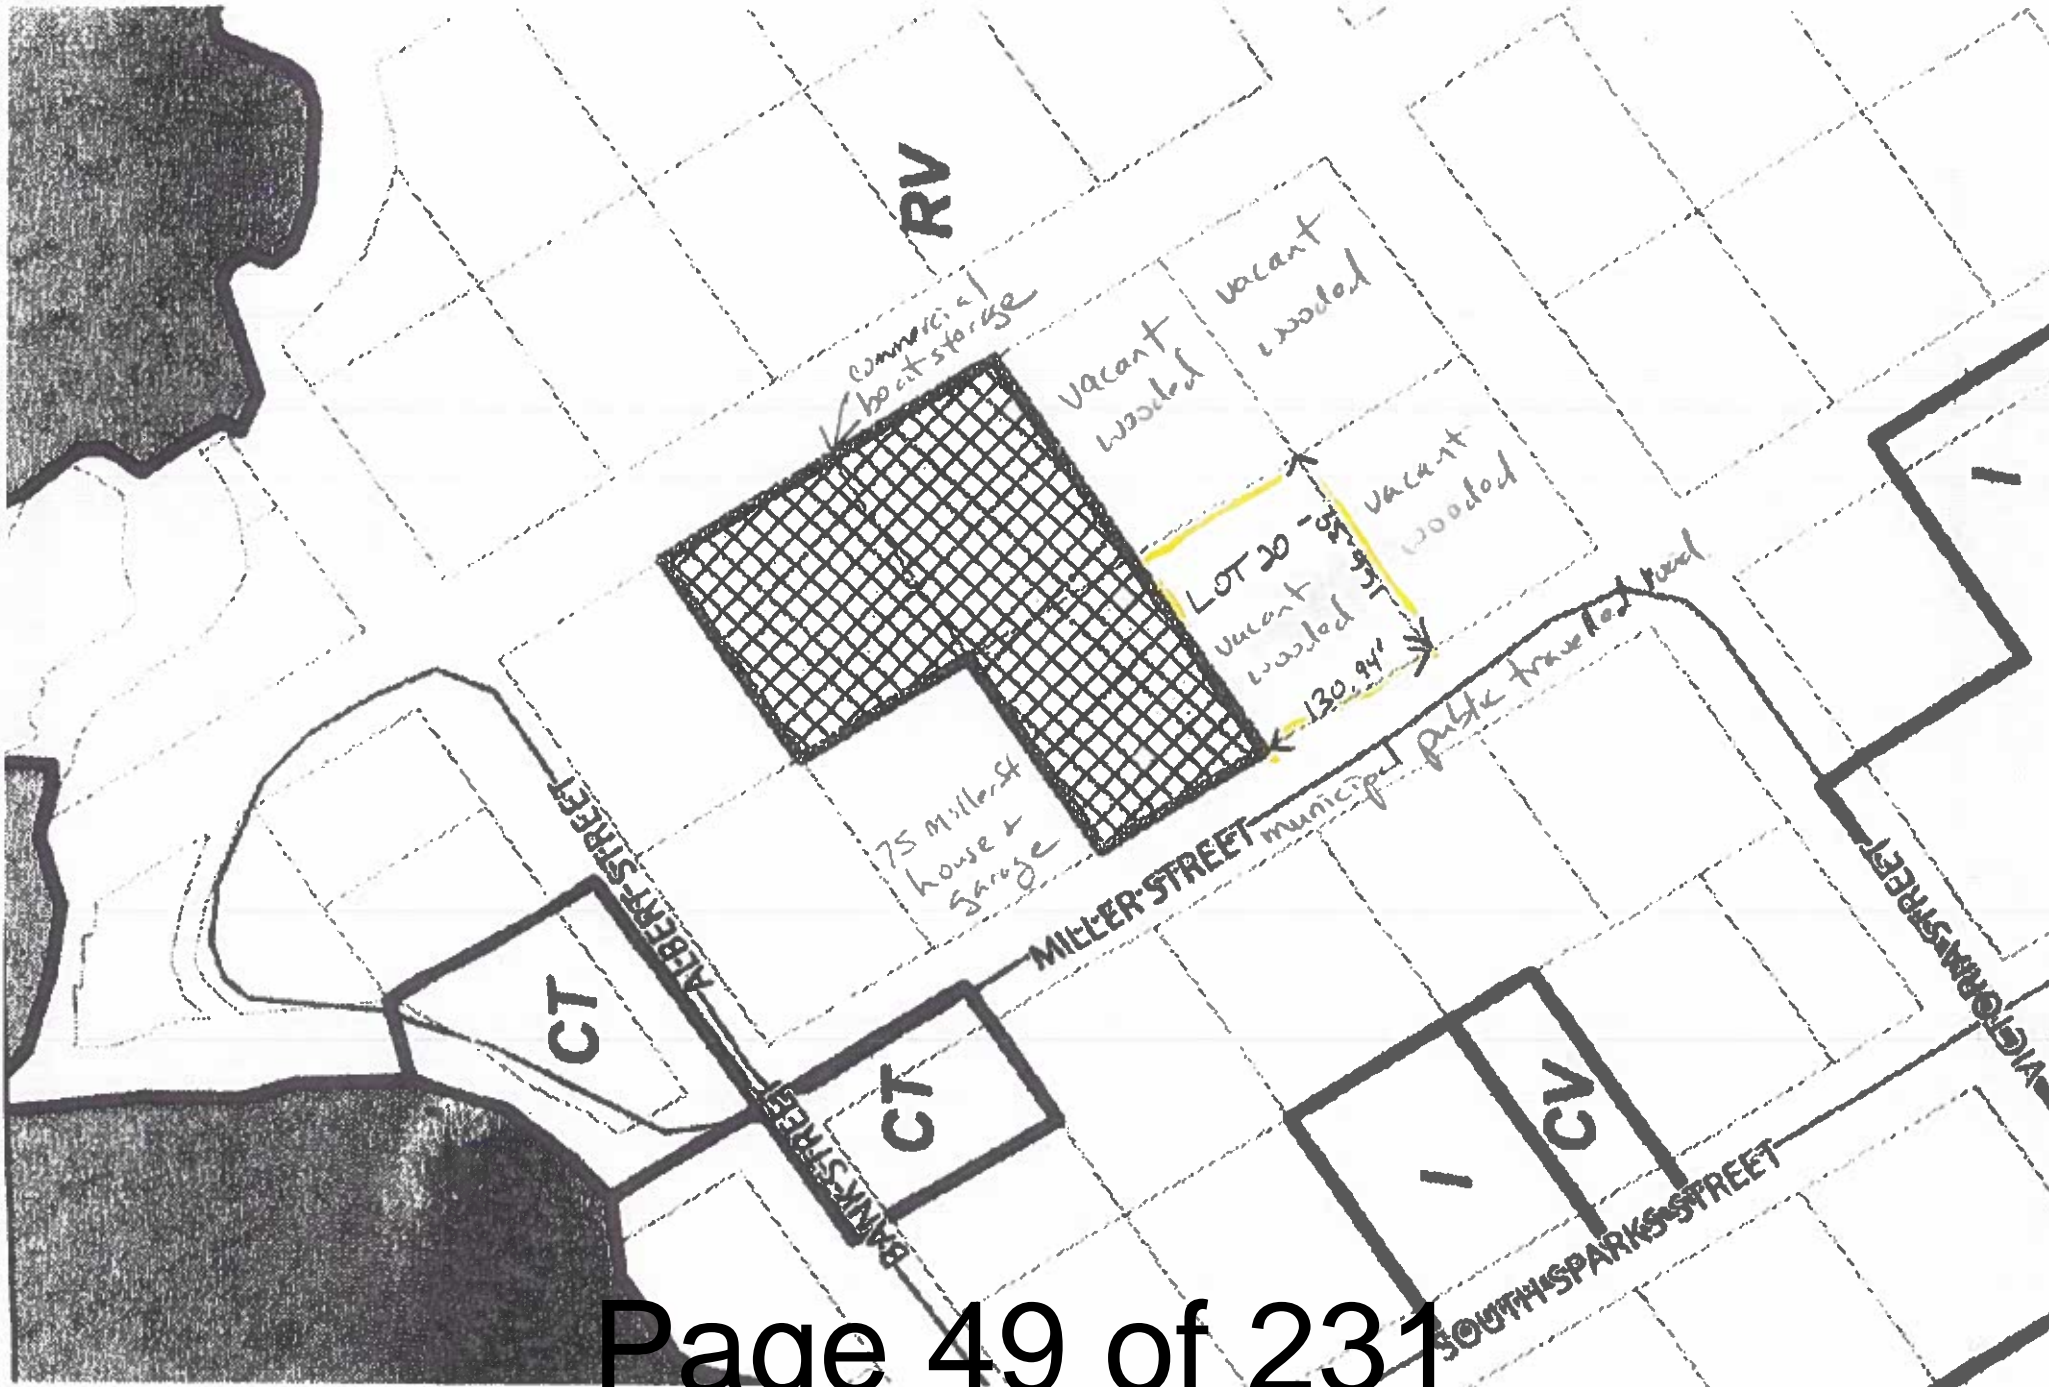 RV
commercial
boat storage
vacant
wooded
vacant
wooded
vacant
wooded
LOT 20
vacant
wooded
130.94'
75 Miller St
house &
garage
MILLER STREET
municipal public traveled road
ALBERT STREET
BANK STREET
VICTORIA STREET
SOUTH SPARKS STREET
CT
CT
CV
I
I
Page 49 of 231